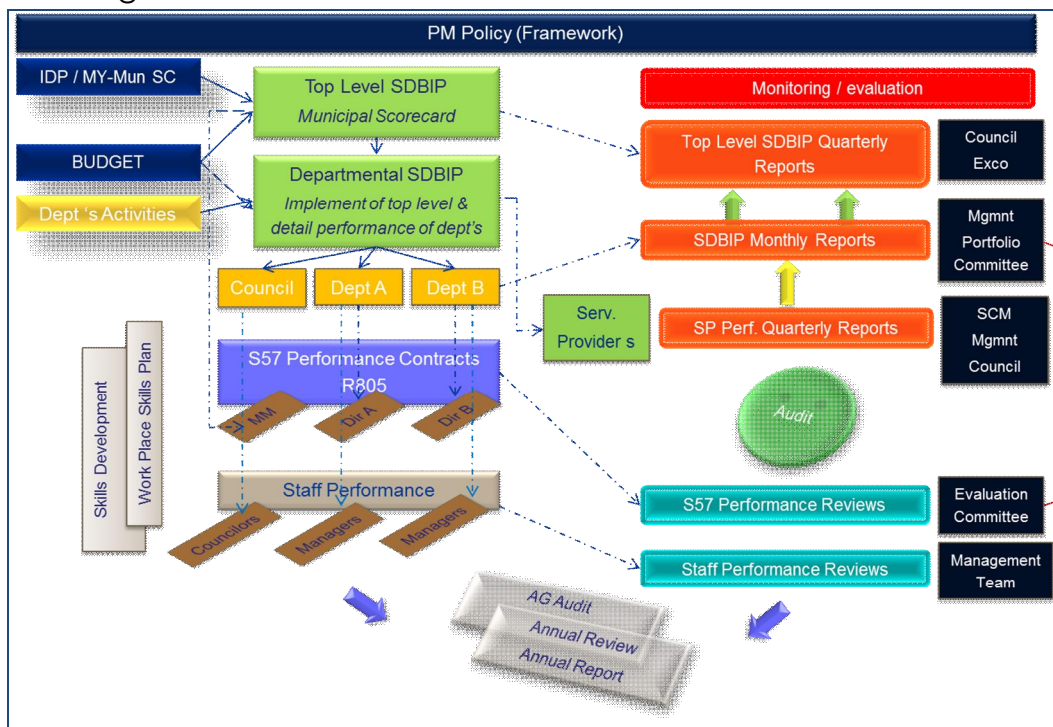 PM Policy (Framework)
IDP / MY-Mun SC
BUDGET
Dept 's Activities
Top Level SDBIP
Municipal Scorecard
Departmental SDBIP
Implement of top level &
detail performance of dept's
Council
Dept A
Dept B
Serv.
Provider s
S57 Performance Contracts
R805
MM
Dir A
Dir B
Staff Performance
Councilors
Managers
Managers
Skills Development
Work Place Skills Plan
Monitoring / evaluation
Top Level SDBIP Quarterly
Reports
Council
Exco
SDBIP Monthly Reports
Mgmnt
Portfolio
Committee
SP Perf. Quarterly Reports
SCM
Mgmnt
Council
Audit
S57 Performance Reviews
Evaluation
Committee
Staff Performance Reviews
Management
Team
AG Audit
Annual Review
Annual Report